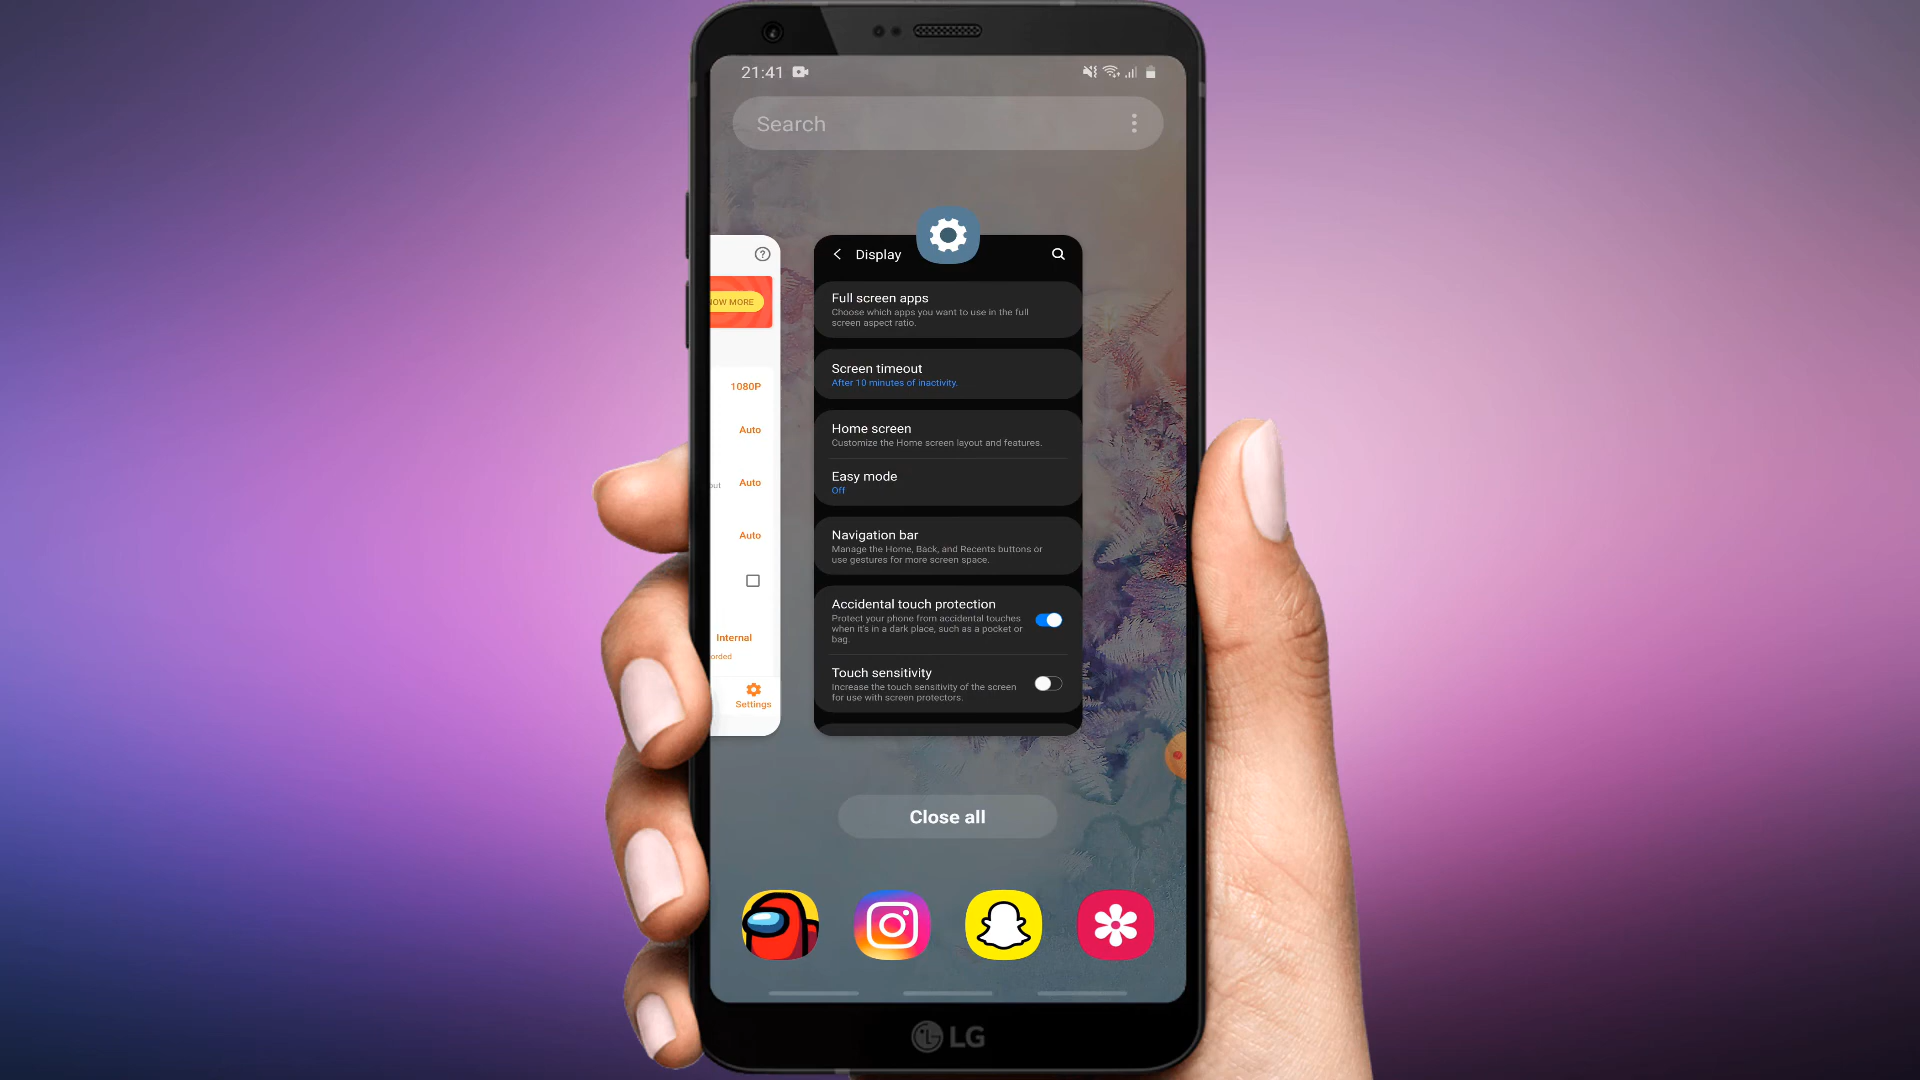 21:41
Search
Display
Full screen apps
Choose which apps you want to use in the full
screen aspect ratio.
Screen timeout
After 10 minutes of inactivity.
Home screen
Customize the Home screen layout and features.
Easy mode
Off
Navigation bar
Manage the Home, Back, and Recents buttons or
use gestures for more screen space.
Accidental touch protection
Protect your phone from accidental touches
when it's in a dark place, such as a pocket or
bag.
Touch sensitivity
Increase the touch sensitivity of the screen
for use with screen protectors.
MORE
1080P
Auto
Auto
Auto
Internal
Settings
Close all
LG